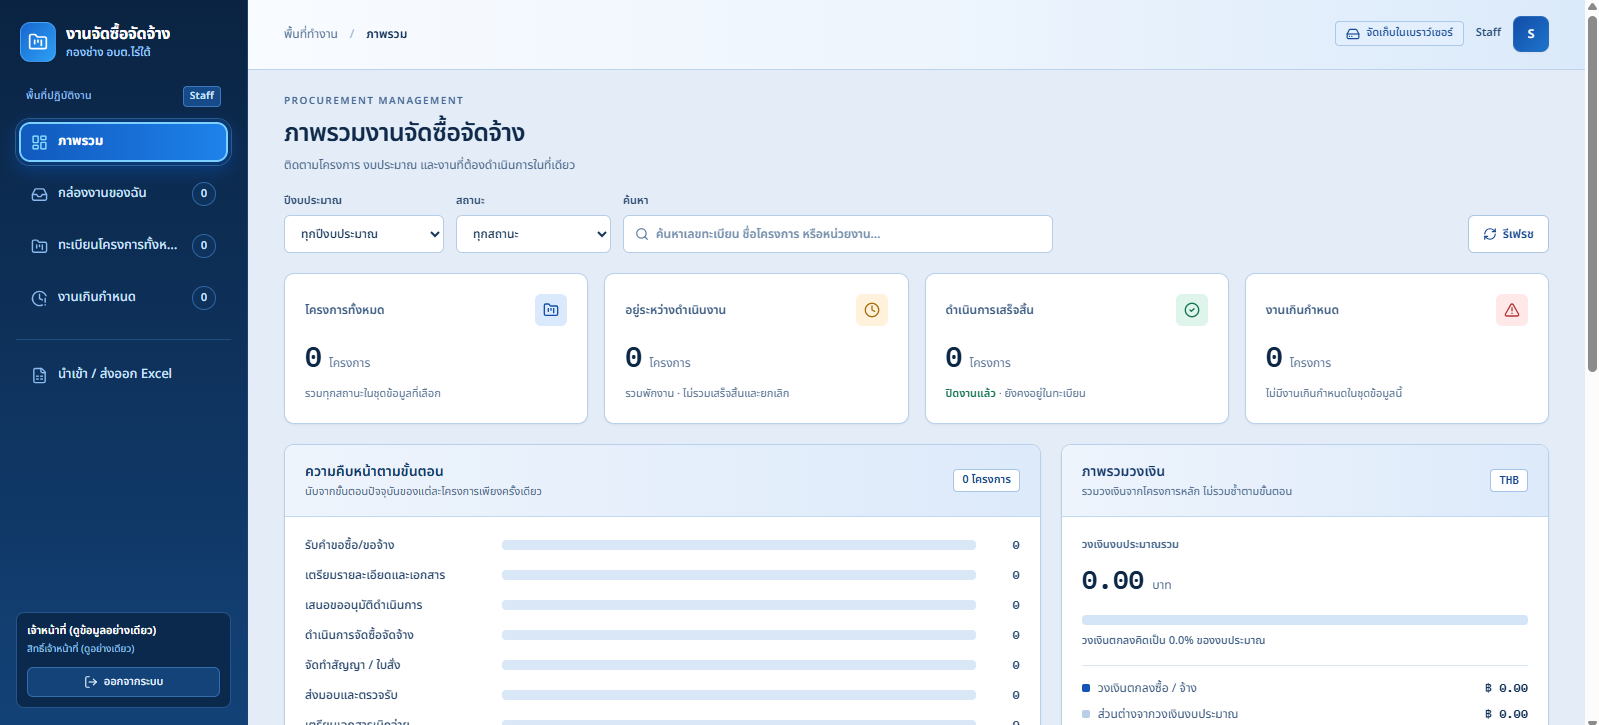 งานจัดซื้อจัดจ้าง
กองช่าง อบต.ไร่ใต้
พื้นที่ปฏิบัติงาน
Staff
ภาพรวม
กล่องงานของฉัน
0
ทะเบียนโครงการทั้งห...
0
งานเกินกำหนด
0
นำเข้า / ส่งออก Excel
เจ้าหน้าที่ (ดูข้อมูลอย่างเดียว)
สิทธิ์เจ้าหน้าที่ (ดูอย่างเดียว)
ออกจากระบบ
พื้นที่ทำงาน / ภาพรวม
จัดเก็บในเบราว์เซอร์
Staff
S
PROCUREMENT MANAGEMENT
ภาพรวมงานจัดซื้อจัดจ้าง
ติดตามโครงการ งบประมาณ และงานที่ต้องดำเนินการในที่เดียว
ปีงบประมาณ
สถานะ
ค้นหา
ทุกปีงบประมาณ
ทุกสถานะ
ค้นหาเลขทะเบียน ชื่อโครงการ หรือหน่วยงาน...
รีเฟรช
โครงการทั้งหมด
0 โครงการ
รวมทุกสถานะในชุดข้อมูลที่เลือก
อยู่ระหว่างดำเนินงาน
0 โครงการ
รวมพักงาน · ไม่รวมเสร็จสิ้นและยกเลิก
ดำเนินการเสร็จสิ้น
0 โครงการ
ปิดงานแล้ว · ยังคงอยู่ในทะเบียน
งานเกินกำหนด
0 โครงการ
ไม่มีงานเกินกำหนดในชุดข้อมูลนี้
ความคืบหน้าตามขั้นตอน
นับจากขั้นตอนปัจจุบันของแต่ละโครงการเพียงครั้งเดียว
0 โครงการ
รับคำขอซื้อ/ขอจ้าง 0
เตรียมรายละเอียดและเอกสาร 0
เสนอขออนุมัติดำเนินการ 0
ดำเนินการจัดซื้อจัดจ้าง 0
จัดทำสัญญา / ใบสั่ง 0
ส่งมอบและตรวจรับ 0
เตรียมเอกสารเบิกจ่าย 0
ภาพรวมวงเงิน
รวมวงเงินจากโครงการหลัก ไม่รวมซ้ำตามขั้นตอน
THB
วงเงินงบประมาณรวม
0.00 บาท
วงเงินตกลงคิดเป็น 0.0% ของงบประมาณ
วงเงินตกลงซื้อ / จ้าง ฿ 0.00
ส่วนต่างจากวงเงินงบประมาณ ฿ 0.00